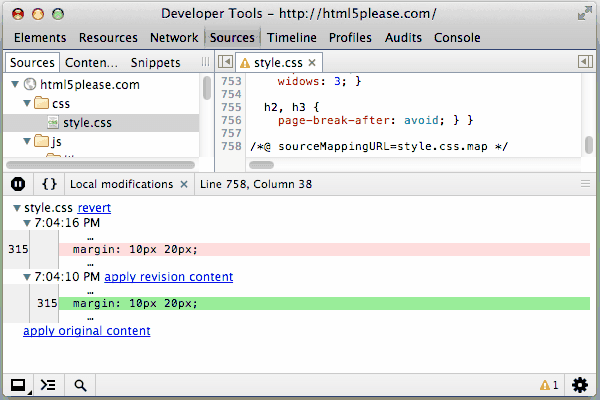 Developer Tools - http://html5please.com/
Elements Resources Network Sources Timeline Profiles Audits Console
Sources Conten... Snippets
style.css ×
html5please.com
css
style.css
js
753 widows: 3; }
754
755 h2, h3 {
756 page-break-after: avoid; } }
757
758 /*@ sourceMappingURL=style.css.map */
{} Local modifications × Line 758, Column 38
style.css revert
7:04:16 PM
…
315 margin: 10px 20px;
…
7:04:10 PM apply revision content
…
315 margin: 10px 20px;
…
apply original content
1